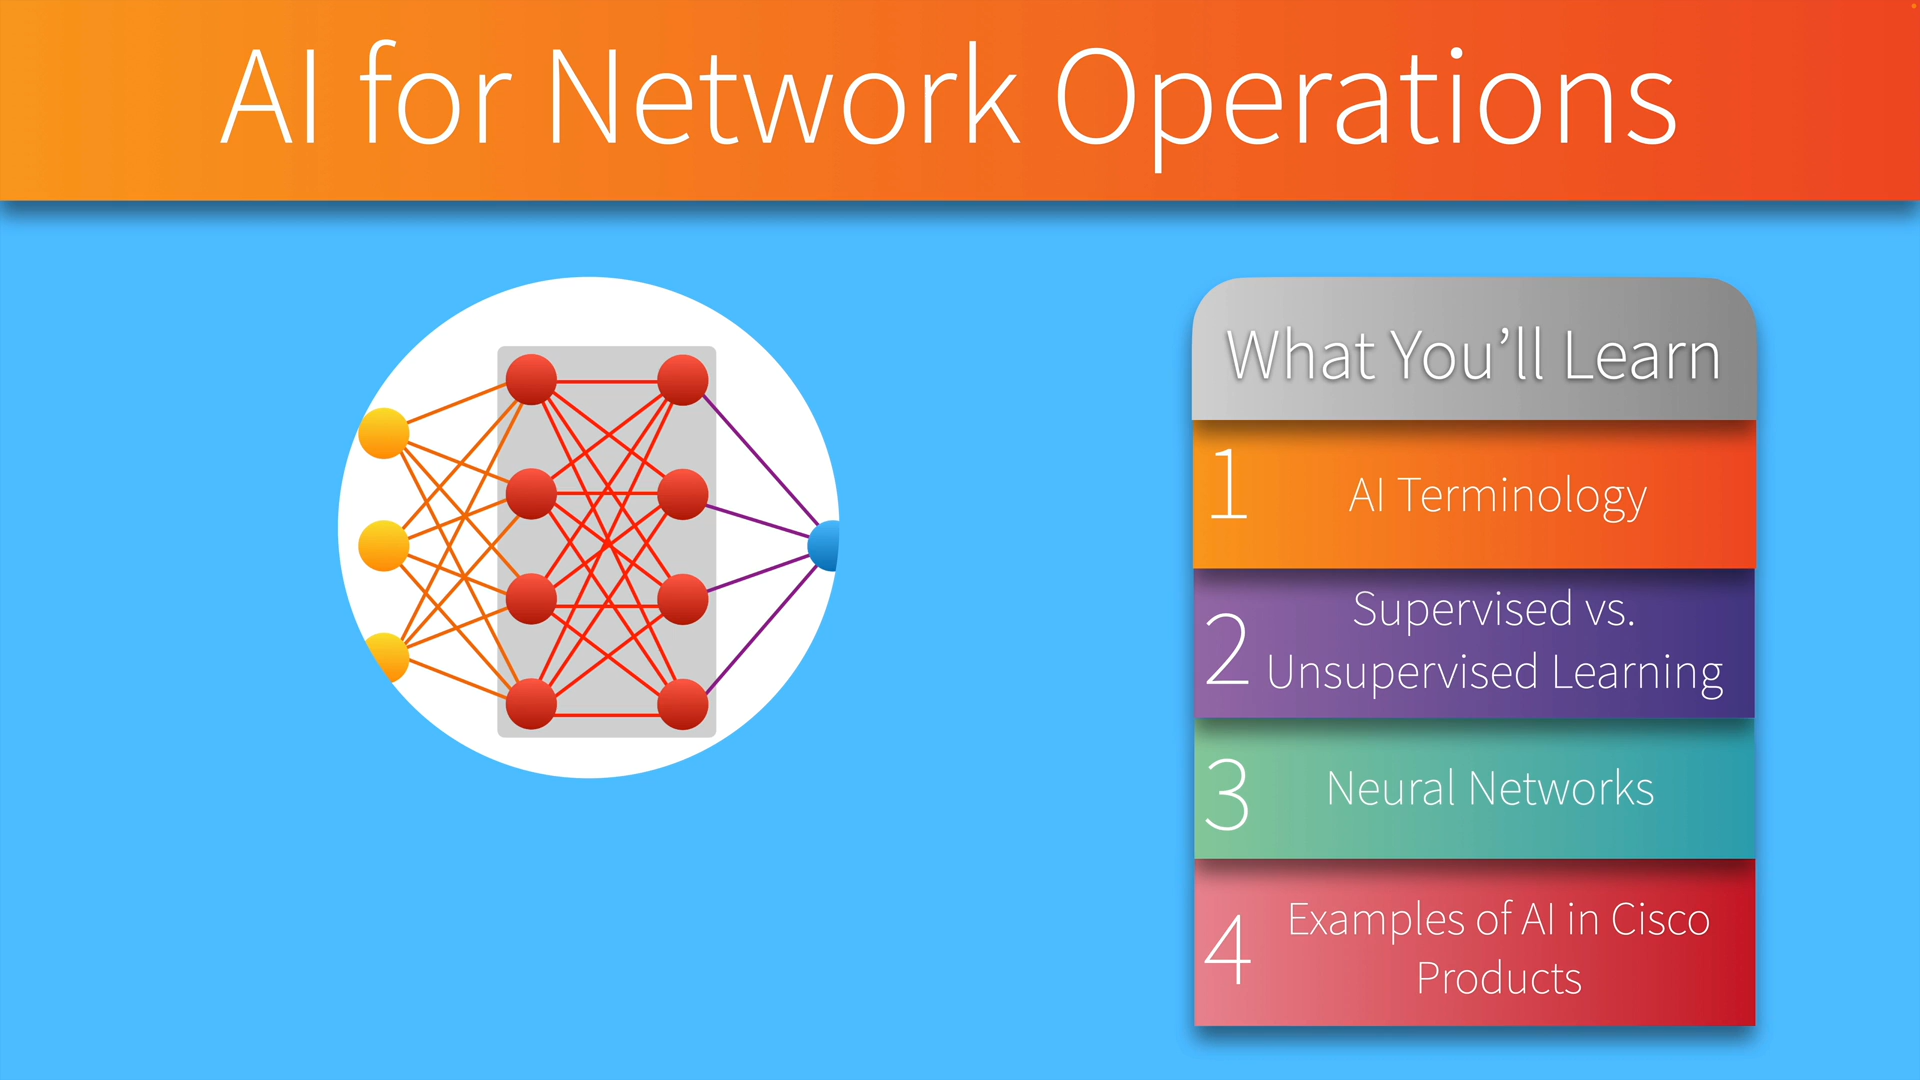 AI for Network Operations
What You’ll Learn
1
AI Terminology
2
Supervised vs.
Unsupervised Learning
3
Neural Networks
4
Examples of AI in Cisco
Products